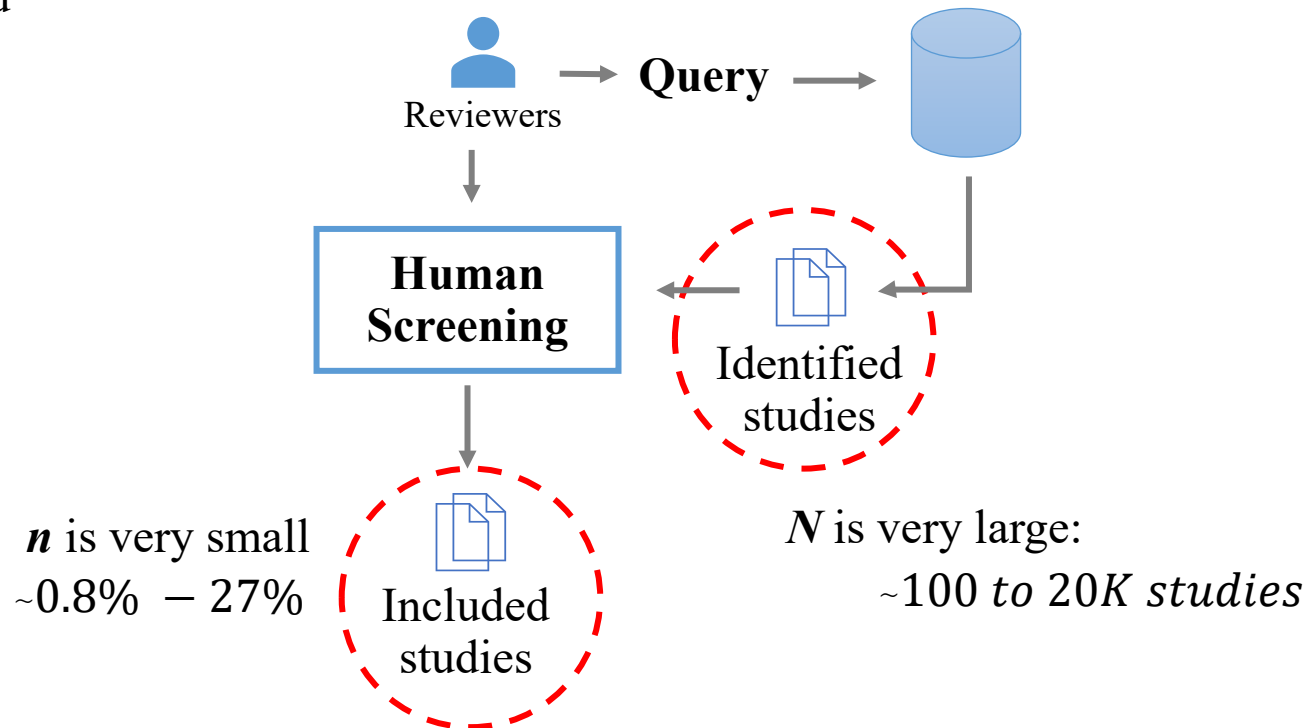 Query
Reviewers
Human
Screening
Identified
studies
n is very small
~0.8% – 27%
N is very large:
~100 to 20K studies
Included
studies